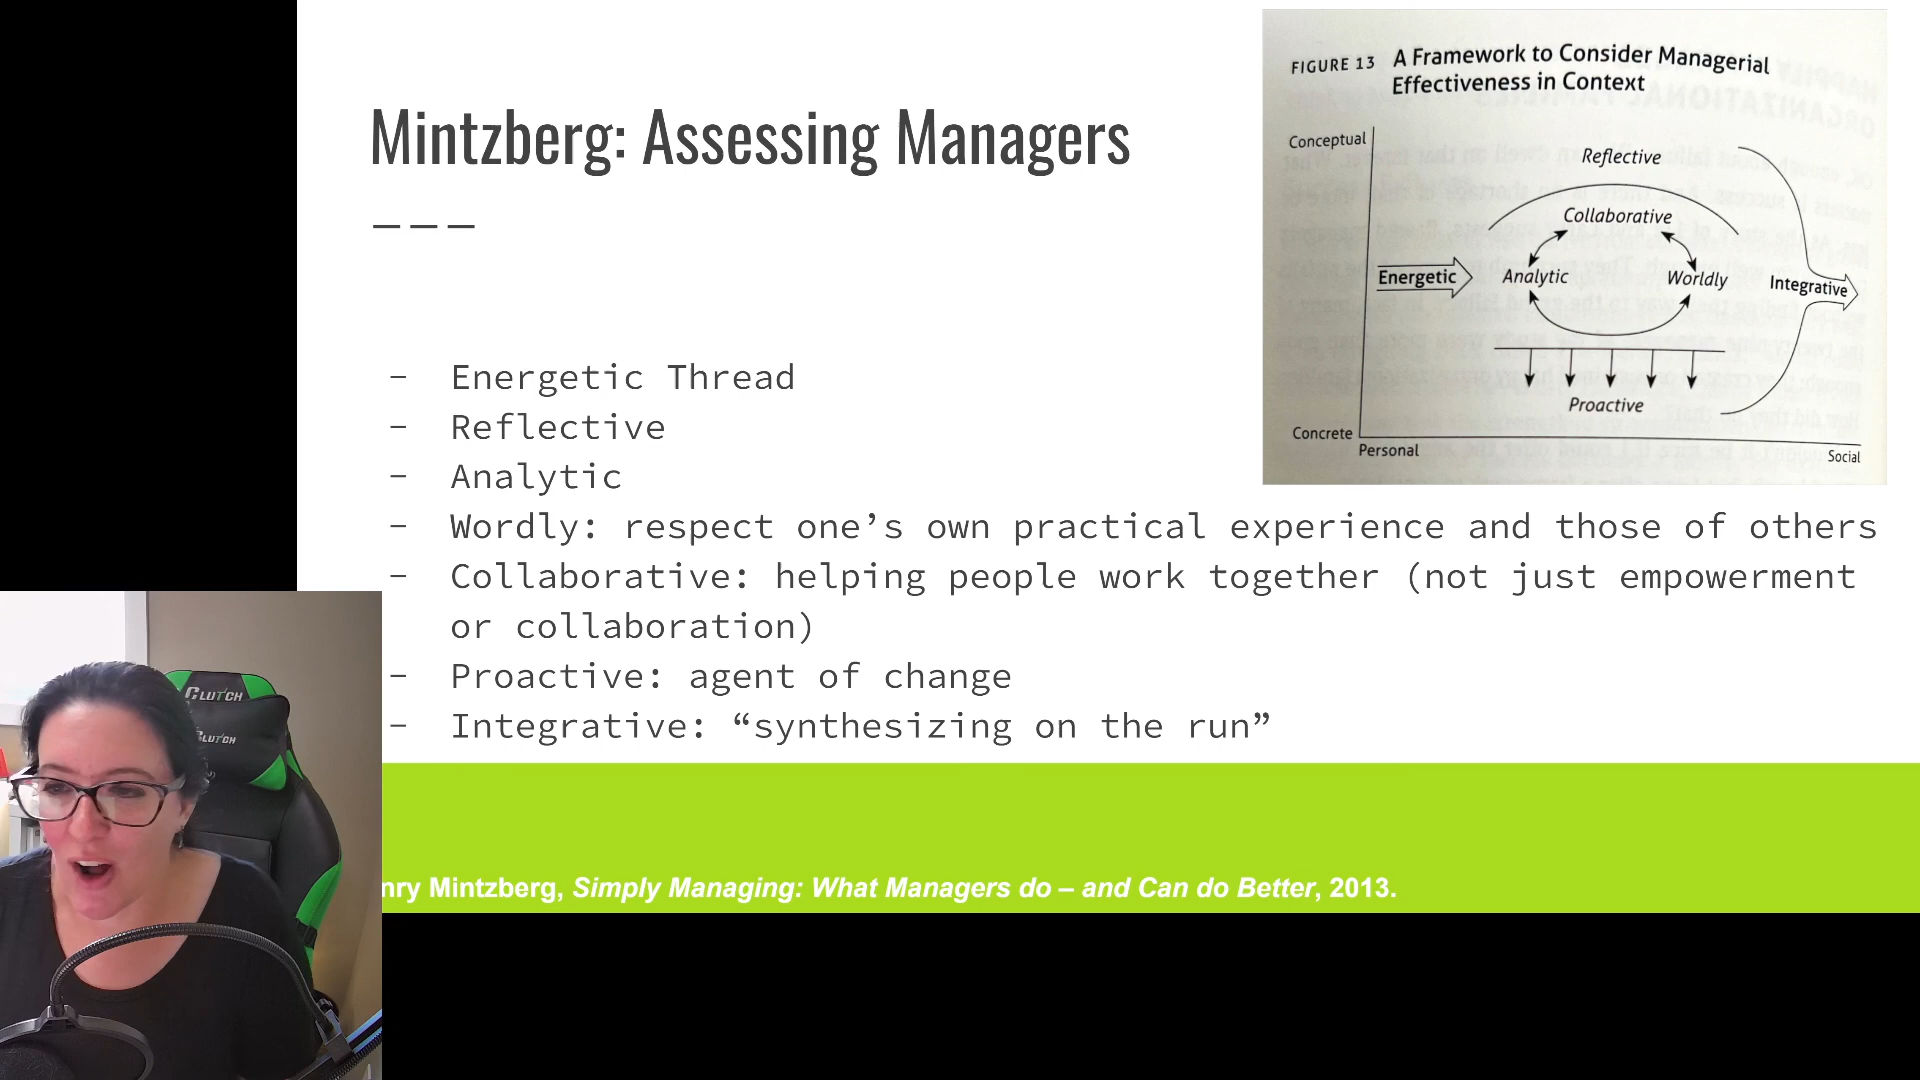 Mintzberg: Assessing Managers
- Energetic Thread
- Reflective
- Analytic
- Wordly: respect one’s own practical experience and those of others
- Collaborative: helping people work together (not just empowerment
or collaboration)
- Proactive: agent of change
- Integrative: “synthesizing on the run”
nry Mintzberg, Simply Managing: What Managers do – and Can do Better, 2013.
FIGURE 13 A Framework to Consider Managerial
Effectiveness in Context
Conceptual
Reflective
Collaborative
Energetic
Analytic
Worldly
Integrative
Proactive
Concrete
Personal
Social
CLUTCH
CLUTCH